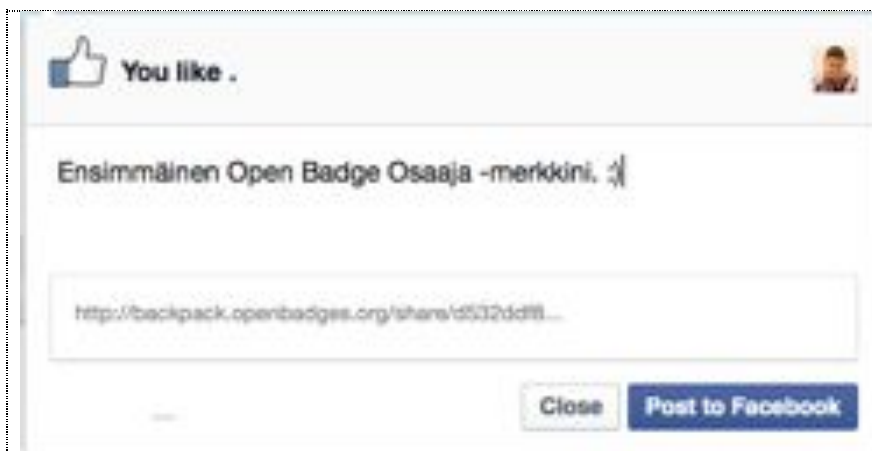 You like .
Ensimmäinen Open Badge Osaaja -merkkini. :)
http://backpack.openbadges.org/share/d532ddf8...
Close
Post to Facebook